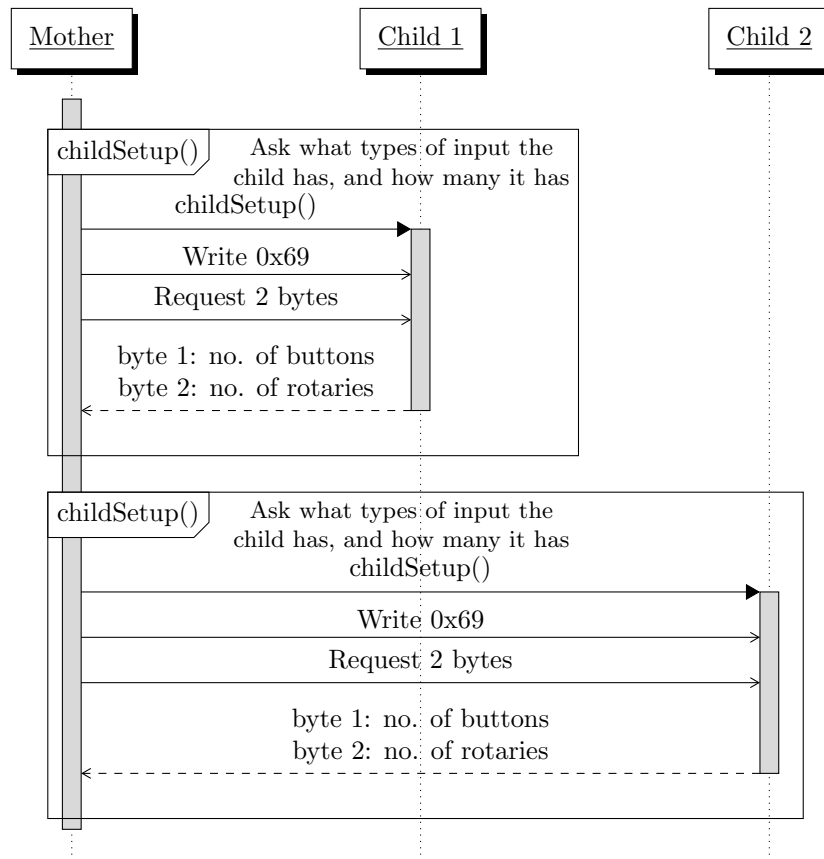 Mother
Child 1
Child 2
childSetup()
Ask what types of input the
child has, and how many it has
childSetup()
Write 0x69
Request 2 bytes
byte 1: no. of buttons
byte 2: no. of rotaries
childSetup()
Ask what types of input the
child has, and how many it has
childSetup()
Write 0x69
Request 2 bytes
byte 1: no. of buttons
byte 2: no. of rotaries